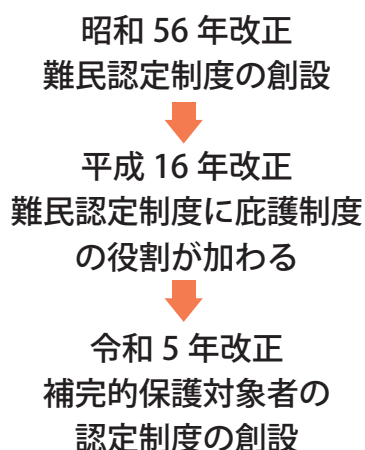 昭和 56 年改正
難民認定制度の創設
平成 16 年改正
難民認定制度に庇護制度
の役割が加わる
令和 5 年改正
補完的保護対象者の
認定制度の創設